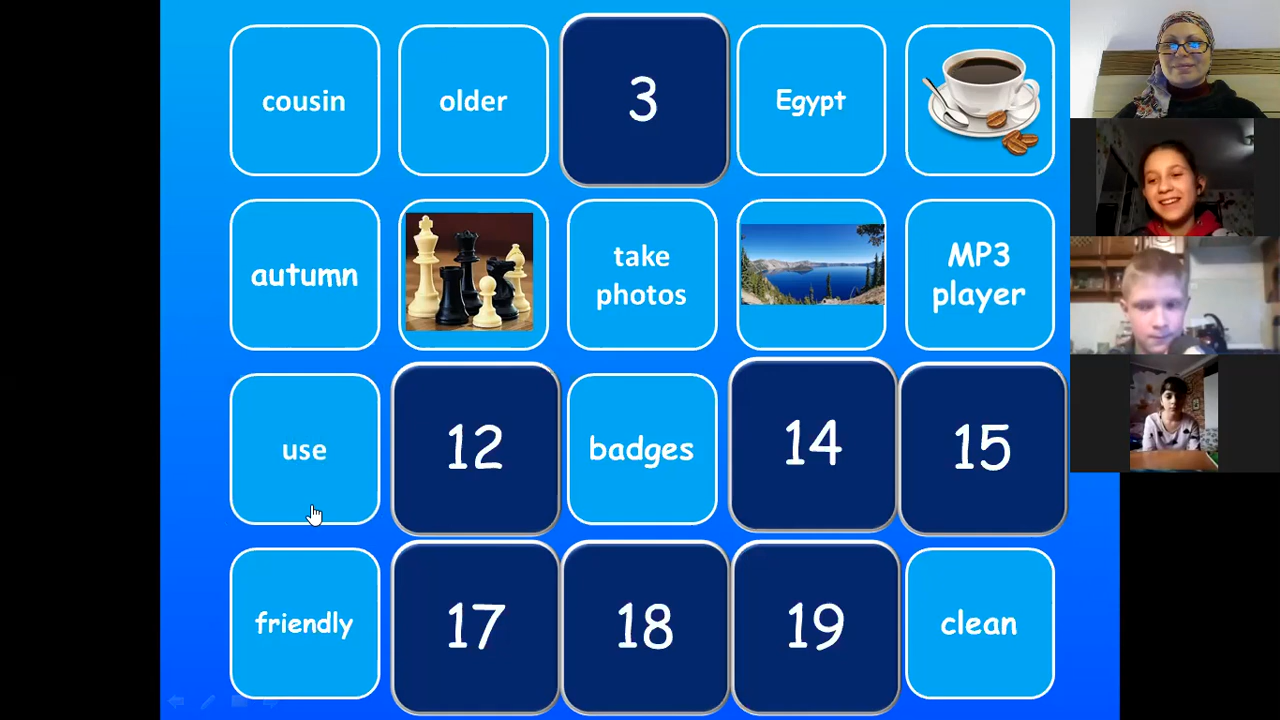 cousin
older
3
Egypt
autumn
take
photos
MP3
player
use
12
badges
14
15
friendly
17
18
19
clean